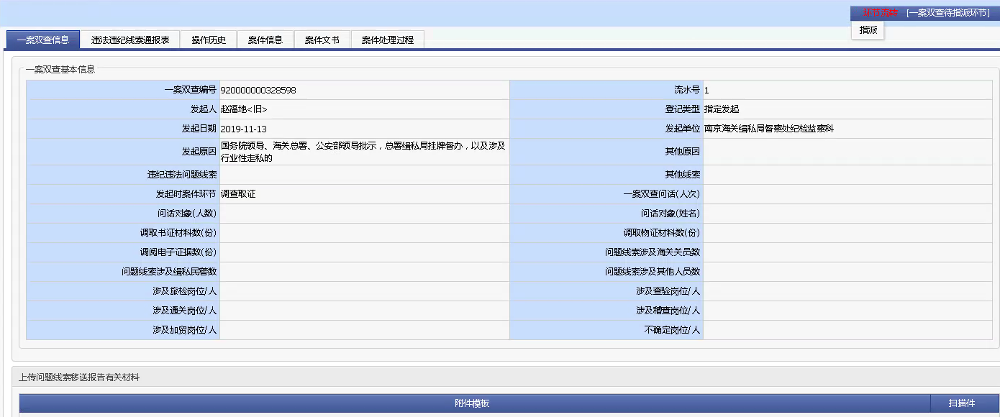 环节流转 [一案双查待指派环节]
指派
一案双查信息 违法违纪线索通报表 操作历史 案件信息 案件文书 案件处理过程
一案双查基本信息
一案双查编号 920000000328598 流水号 1
发起人 赵福地<旧> 登记类型 指定发起
发起日期 2019-11-13 发起单位 南京海关缉私局督察处纪检监察科
发起原因 国务院领导、海关总署、公安部领导批示，总署缉私局挂牌督办，以及涉及 其他原因
行业性走私的
违纪违法问题线索 其他线索
发起时案件环节 调查取证 一案双查问话(人次)
问话对象(人数) 问话对象(姓名)
调取书证材料数(份) 调取物证材料数(份)
调阅电子证据数(份) 问题线索涉及海关关员数
问题线索涉及缉私民警数 问题线索涉及其他人员数
涉及旅检岗位/人 涉及查验岗位/人
涉及通关岗位/人 涉及稽查岗位/人
涉及加贸岗位/人 不确定岗位/人
上传问题线索移送报告有关材料
附件模板 扫描件